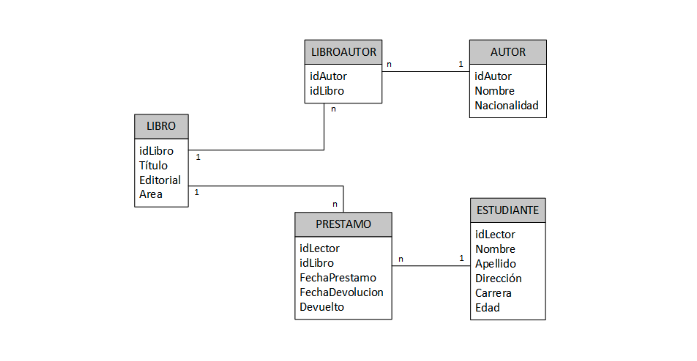 LIBROAUTOR
idAutor
idLibro
n
1
n
AUTOR
idAutor
Nombre
Nacionalidad
LIBRO
idLibro
Título
Editorial
Area
1
1
n
PRESTAMO
idLector
idLibro
FechaPrestamo
FechaDevolucion
Devuelto
n
1
ESTUDIANTE
idLector
Nombre
Apellido
Dirección
Carrera
Edad